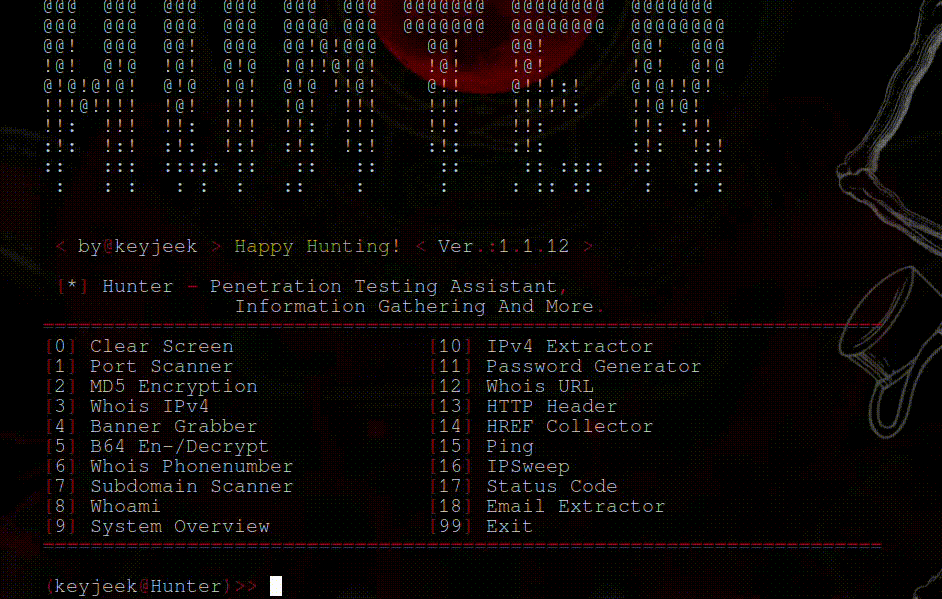 < by@keyjeek > Happy Hunting! < Ver.:1.1.12 >
[*] Hunter - Penetration Testing Assistant,
Information Gathering And More.
[0] Clear Screen [10] IPv4 Extractor
[1] Port Scanner [11] Password Generator
[2] MD5 Encryption [12] Whois URL
[3] Whois IPv4 [13] HTTP Header
[4] Banner Grabber [14] HREF Collector
[5] B64 En-/Decrypt [15] Ping
[6] Whois Phonenumber [16] IPSweep
[7] Subdomain Scanner [17] Status Code
[8] Whoami [18] Email Extractor
[9] System Overview [99] Exit
(keyjeek@Hunter)>>